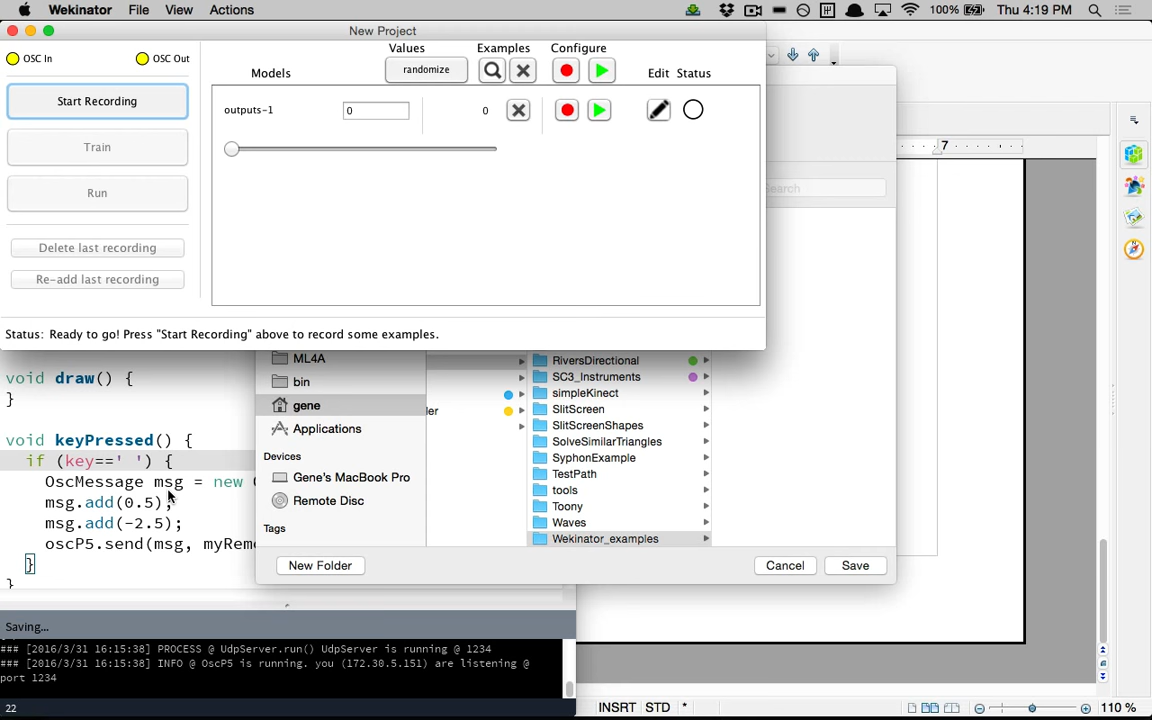 Wekinator File View Actions 100% Thu 4:19 PM
New Project
OSC In OSC Out
Values Examples Configure
Models randomize Edit Status
Start Recording
outputs-1 0 0
Train
Run
Delete last recording
Re-add last recording
Status: Ready to go! Press "Start Recording" above to record some examples.
Search
7
ML4A
bin
gene
Applications
Devices
Gene's MacBook Pro
Remote Disc
Tags
der
RiversDirectional
SC3_Instruments
simpleKinect
SlitScreen
SlitScreenShapes
SolveSimilarTriangles
SyphonExample
TestPath
tools
Toony
Waves
Wekinator_examples
New Folder Cancel Save
void draw() {
}
void keyPressed() {
if (key==' ') {
OscMessage msg = new
msg.add(0.5);
msg.add(-2.5);
oscP5.send(msg, myRem
}
}
Saving...
### [2016/3/31 16:15:38] PROCESS @ UdpServer.run() UdpServer is running @ 1234
### [2016/3/31 16:15:38] INFO @ OscP5 is running. you (172.30.5.151) are listening @
port 1234
22
INSRT STD * 110 %